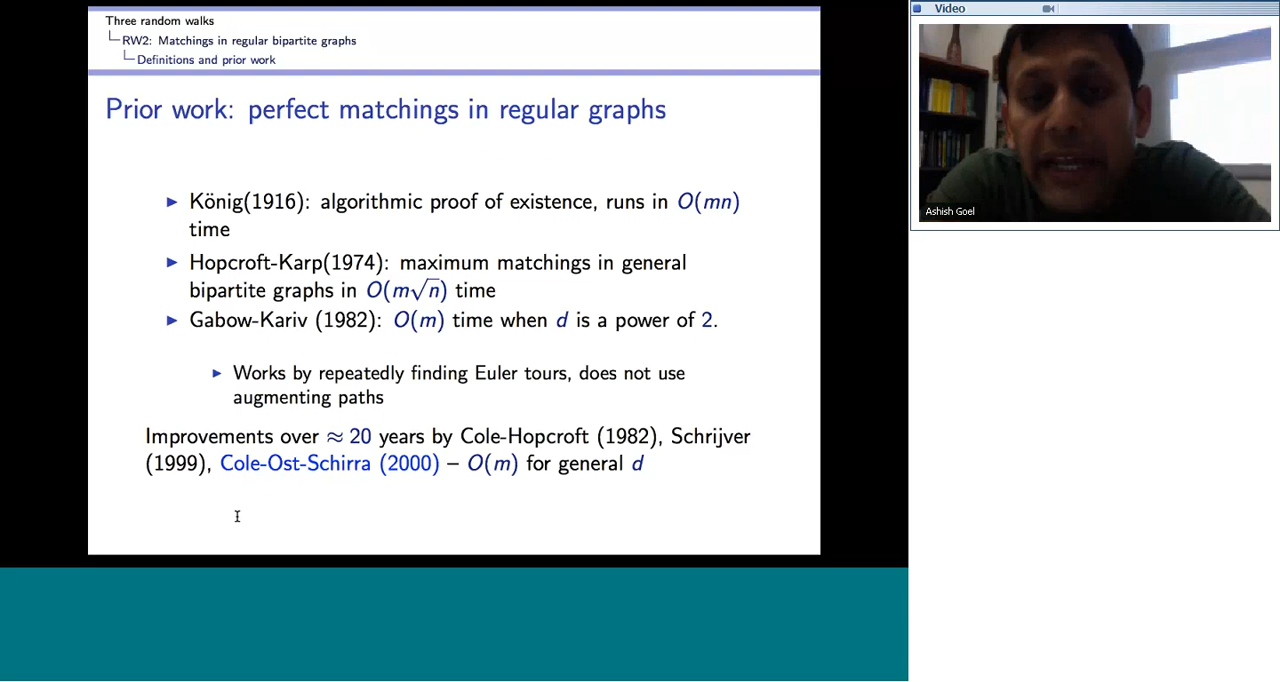 Three random walks
RW2: Matchings in regular bipartite graphs
Definitions and prior work
Prior work: perfect matchings in regular graphs
► König(1916): algorithmic proof of existence, runs in O(mn)
time
► Hopcroft-Karp(1974): maximum matchings in general
bipartite graphs in O(m√n) time
► Gabow-Kariv (1982): O(m) time when d is a power of 2.
► Works by repeatedly finding Euler tours, does not use
augmenting paths
Improvements over ≈ 20 years by Cole-Hopcroft (1982), Schrijver
(1999), Cole-Ost-Schirra (2000) – O(m) for general d
Video
Ashish Goel